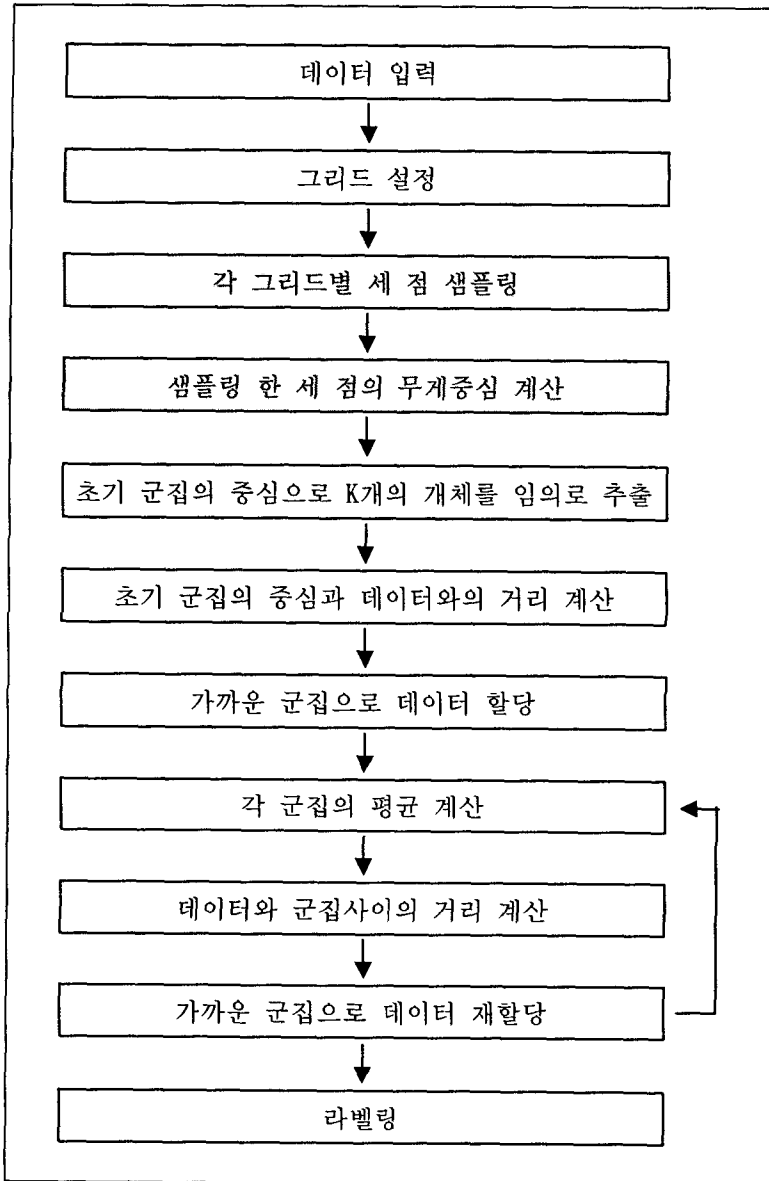 데이터 입력
그리드 설정
각 그리드별 세 점 샘플링
샘플링 한 세 점의 무게중심 계산
초기 군집의 중심으로 K개의 개체를 임의로 추출
초기 군집의 중심과 데이터와의 거리 계산
가까운 군집으로 데이터 할당
각 군집의 평균 계산
데이터와 군집사이의 거리 계산
가까운 군집으로 데이터 재할당
라벨링